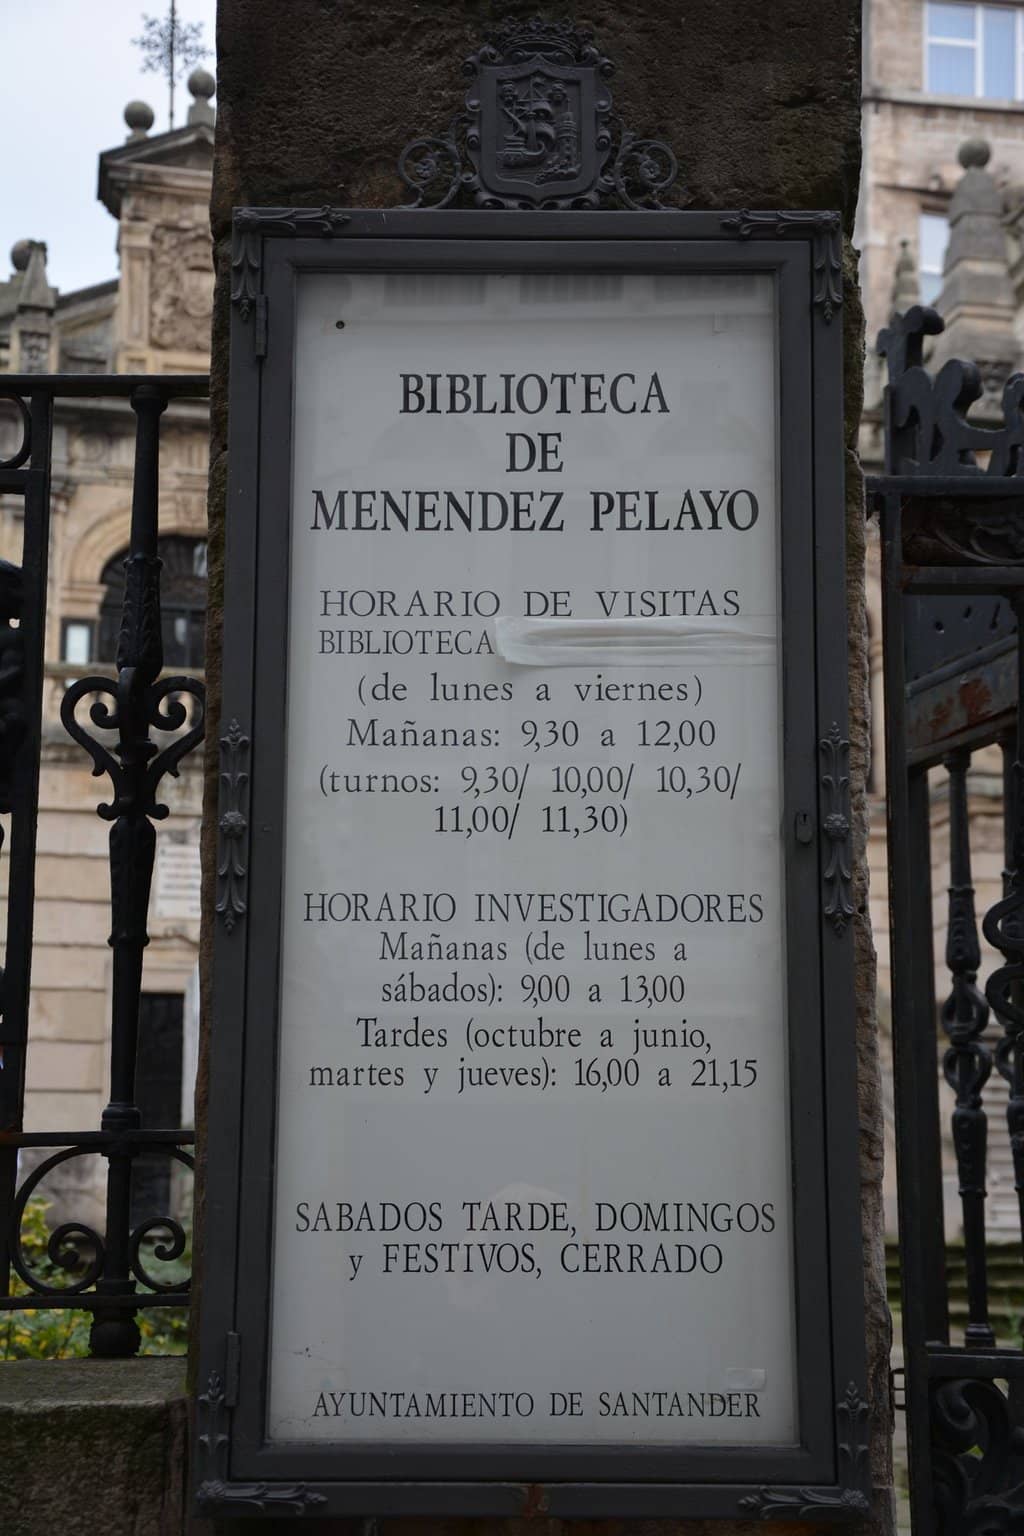 BIBLIOTECA
DE
MENENDEZ PELAYO
HORARIO DE VISITAS
BIBLIOTECA
(de lunes a viernes)
Mañanas: 9,30 a 12,00
(turnos: 9,30/ 10,00/ 10,30/
11,00/ 11,30)
HORARIO INVESTIGADORES
Mañanas (de lunes a
sábados): 9,00 a 13,00
Tardes (octubre a junio,
martes y jueves): 16,00 a 21,15
SABADOS TARDE, DOMINGOS
y FESTIVOS, CERRADO
AYUNTAMIENTO DE SANTANDER